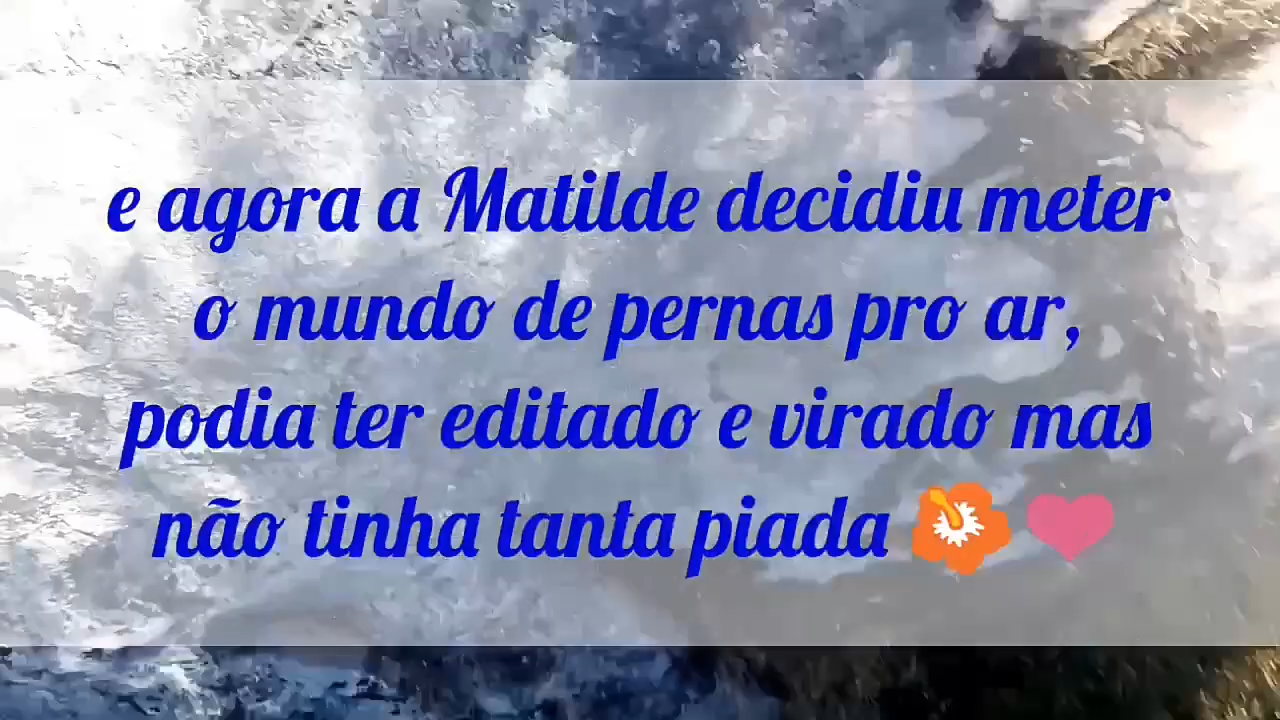 e agora a Matilde decidiu meter
o mundo de pernas pro ar,
podia ter editado e virado mas
não tinha tanta piada 🌺❤